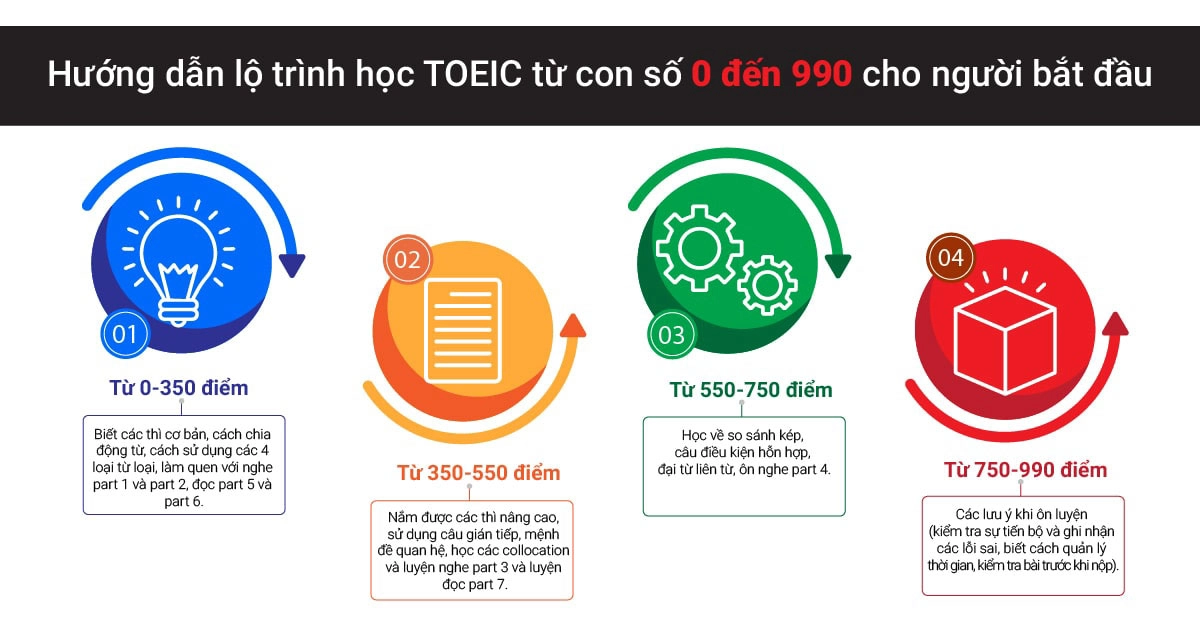 Hướng dẫn lộ trình học TOEIC từ con số 0 đến 990 cho người bắt đầu
01
Từ 0-350 điểm
Biết các thì cơ bản, cách chia
động từ, cách sử dụng các 4
loại từ loại, làm quen với nghe
part 1 và part 2, đọc part 5 và
part 6.
02
Từ 350-550 điểm
Nắm được các thì nâng cao,
sử dụng câu gián tiếp, mệnh
đề quan hệ, học các collocation
và luyện nghe part 3 và luyện
đọc part 7.
03
Từ 550-750 điểm
Học về so sánh kép,
câu điều kiện hỗn hợp,
đại từ liên từ, ôn nghe part 4.
04
Từ 750-990 điểm
Các lưu ý khi ôn luyện
(kiểm tra sự tiến bộ và ghi nhận
các lỗi sai, biết cách quản lý
thời gian, kiểm tra bài trước khi nộp).